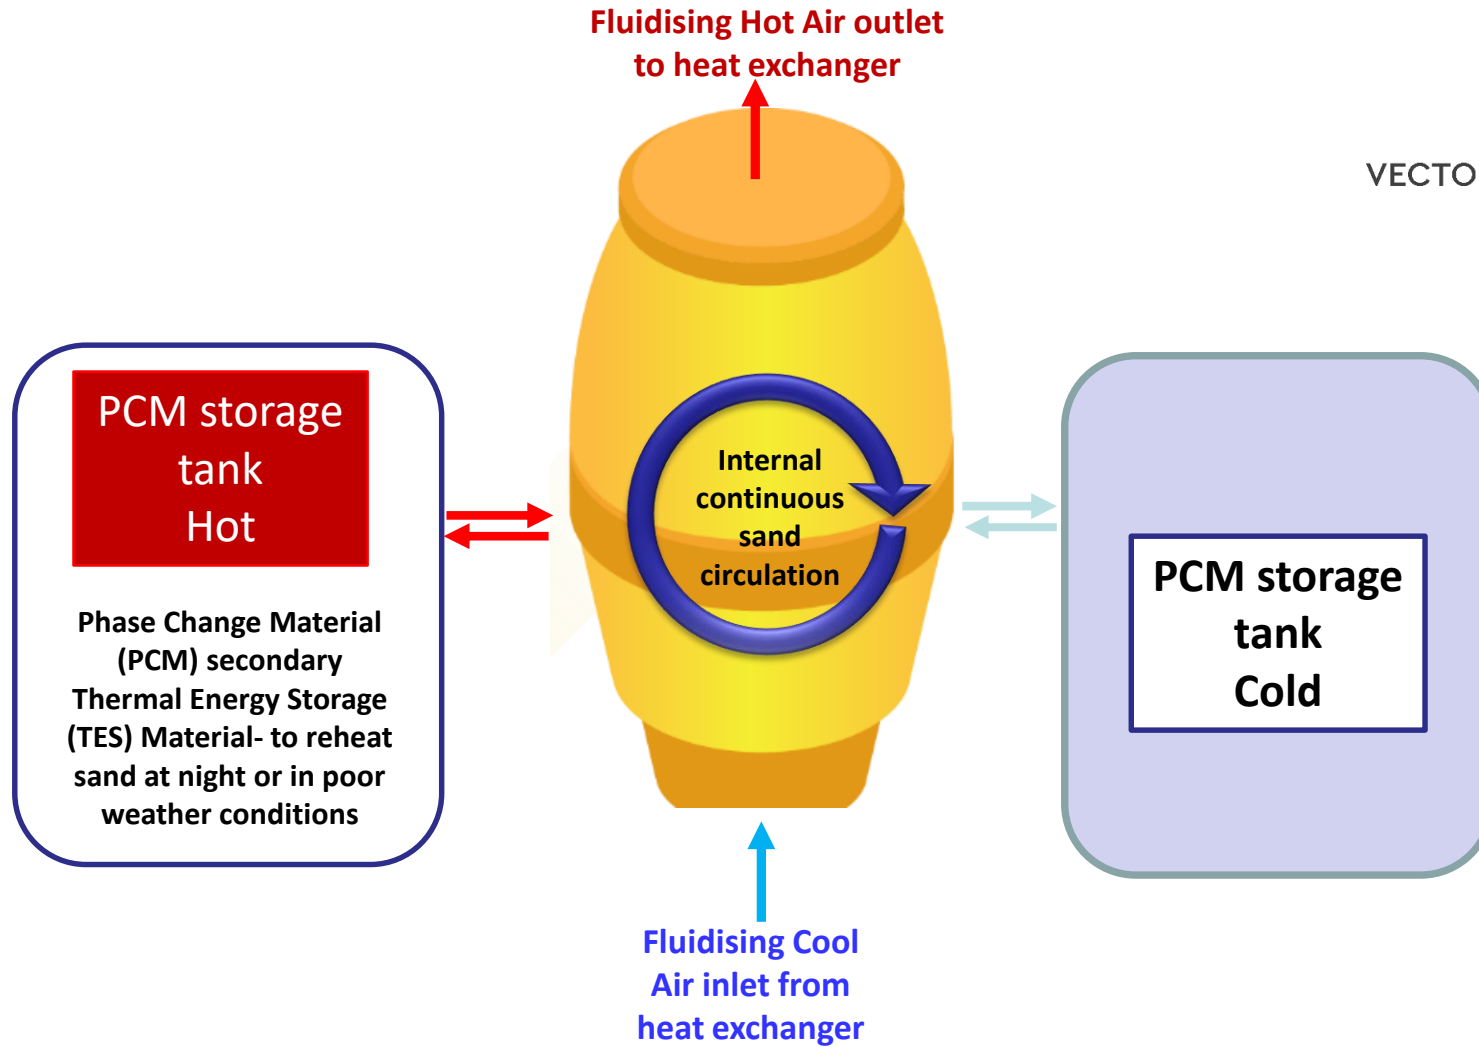 Fluidising Hot Air outlet
to heat exchanger
VECTO
PCM storage
tank
Hot
Phase Change Material
(PCM) secondary
Thermal Energy Storage
(TES) Material- to reheat
sand at night or in poor
weather conditions
Internal
continuous
sand
circulation
PCM storage
tank
Cold
Fluidising Cool
Air inlet from
heat exchanger